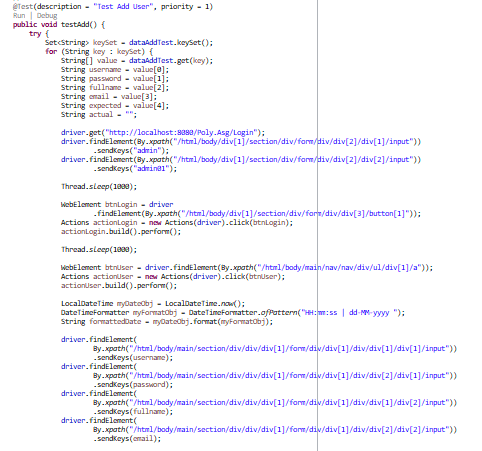 @Test(description = "Test Add User", priority = 1)
Run | Debug
public void testAdd() {
try {
Set<String> keySet = dataAddTest.keySet();
for (String key : keySet) {
String[] value = dataAddTest.get(key);
String username = value[0];
String password = value[1];
String fullname = value[2];
String email = value[3];
String expected = value[4];
String actual = "";
driver.get("http://localhost:8080/Poly.Asg/Login");
driver.findElement(By.xpath("/html/body/div[1]/section/div/form/div/div[2]/div[1]/input"))
.sendKeys("admin");
driver.findElement(By.xpath("/html/body/div[1]/section/div/form/div/div[2]/div[2]/input"))
.sendKeys("admin01");
Thread.sleep(1000);
WebElement btnLogin = driver
.findElement(By.xpath("/html/body/div[1]/section/div/form/div/div[3]/button[1]"));
Actions actionLogin = new Actions(driver).click(btnLogin);
actionLogin.build().perform();
Thread.sleep(1000);
WebElement btnUser = driver.findElement(By.xpath("/html/body/main/nav/nav/div/ul/div[1]/a"));
Actions actionUser = new Actions(driver).click(btnUser);
actionUser.build().perform();
LocalDateTime myDateObj = LocalDateTime.now();
DateTimeFormatter myFormatObj = DateTimeFormatter.ofPattern("HH:mm:ss | dd-MM-yyyy ");
String formattedDate = myDateObj.format(myFormatObj);
driver.findElement(
By.xpath("/html/body/main/section/div/div/div[1]/form/div[1]/div[1]/div[1]/input"))
.sendKeys(username);
driver.findElement(
By.xpath("/html/body/main/section/div/div/div[1]/form/div[1]/div/div[2]/div[1]/input"))
.sendKeys(password);
driver.findElement(
By.xpath("/html/body/main/section/div/div/div[1]/form/div[1]/div/div[1]/div[2]/input"))
.sendKeys(fullname);
driver.findElement(
By.xpath("/html/body/main/section/div/div/div[1]/form/div[1]/div/div[2]/div[2]/input"))
.sendKeys(email);